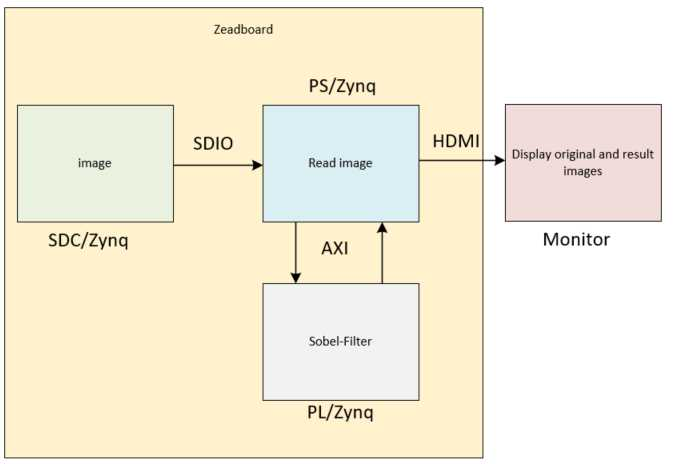 Zeadboard
PS/Zynq
image
SDIO
Read image
HDMI
Display original and result
images
SDC/Zynq
AXI
Monitor
Sobel-Filter
PL/Zynq